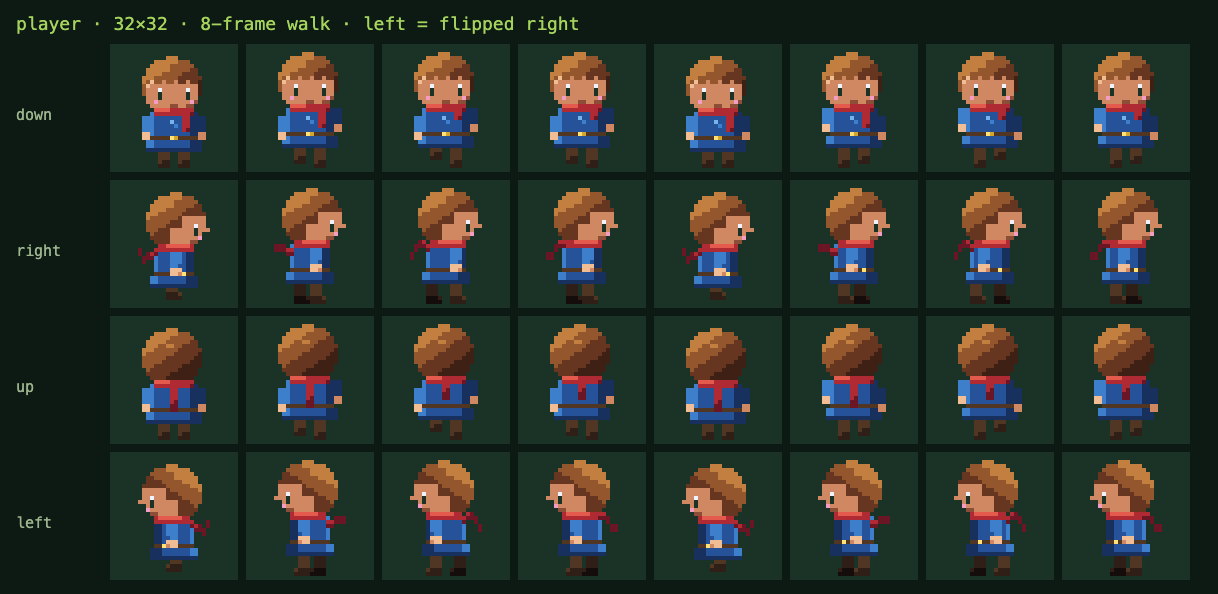 player · 32×32 · 8-frame walk · left = flipped right
down
right
up
left